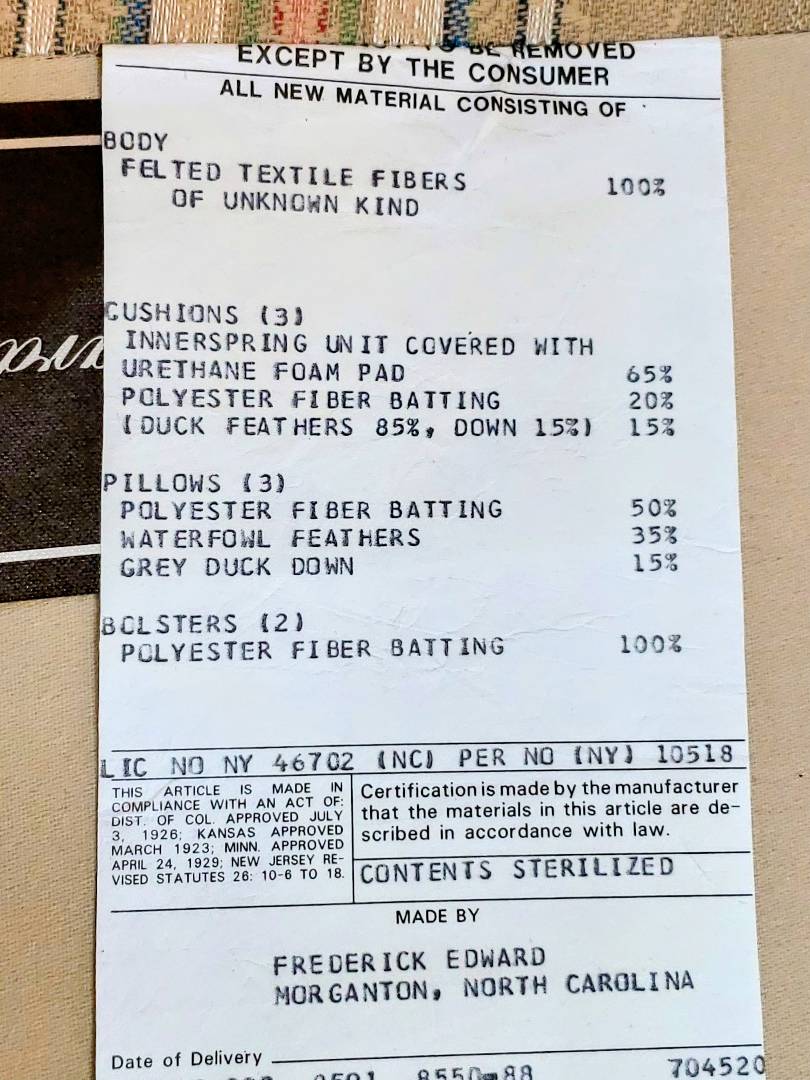 TO BE REMOVED
EXCEPT BY THE CONSUMER
ALL NEW MATERIAL CONSISTING OF
BODY
FELTED TEXTILE FIBERS 100%
OF UNKNOWN KIND
CUSHIONS (3)
INNERSPRING UNIT COVERED WITH
URETHANE FOAM PAD 65%
POLYESTER FIBER BATTING 20%
(DUCK FEATHERS 85%, DOWN 15%) 15%
PILLOWS (3)
POLYESTER FIBER BATTING 50%
WATERFOWL FEATHERS 35%
GREY DUCK DOWN 15%
BOLSTERS (2)
POLYESTER FIBER BATTING 100%
LIC NO NY 46702 (NC) PER NO (NY) 10518
THIS ARTICLE IS MADE IN
COMPLIANCE WITH AN ACT OF:
DIST. OF COL. APPROVED JULY
3, 1926; KANSAS APPROVED
MARCH 1923; MINN. APPROVED
APRIL 24, 1929; NEW JERSEY RE-
VISED STATUTES 26: 10-6 TO 18.
Certification is made by the manufacturer
that the materials in this article are de-
scribed in accordance with law.
CONTENTS STERILIZED
MADE BY
FREDERICK EDWARD
MORGANTON, NORTH CAROLINA
Date of Delivery
8550-88 704520